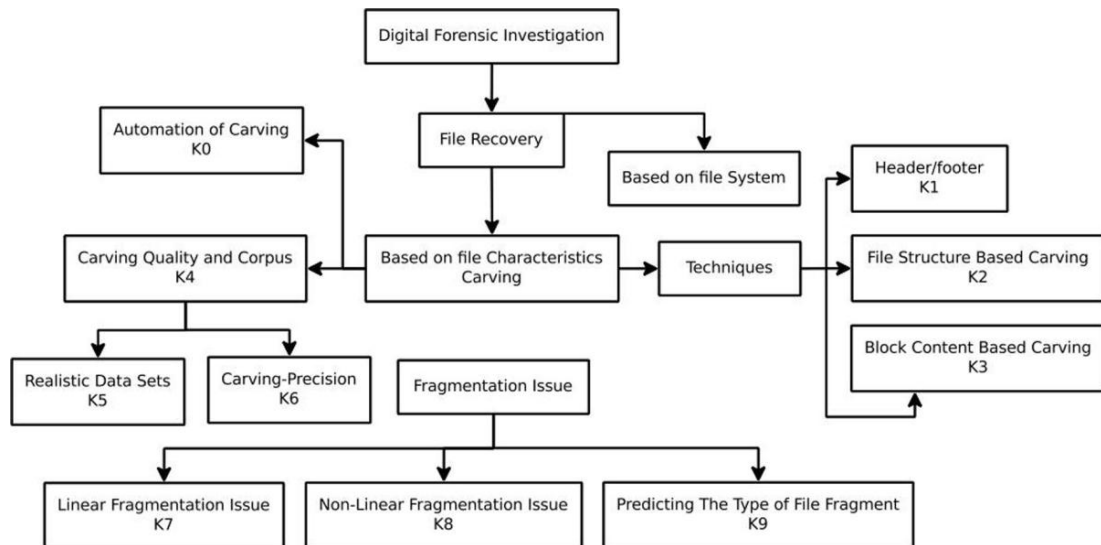 Digital Forensic Investigation
Automation of Carving
K0
File Recovery
Based on file System
Header/footer
K1
Carving Quality and Corpus
K4
Based on file Characteristics
Carving
Techniques
File Structure Based Carving
K2
Block Content Based Carving
K3
Realistic Data Sets
K5
Carving-Precision
K6
Fragmentation Issue
Linear Fragmentation Issue
K7
Non-Linear Fragmentation Issue
K8
Predicting The Type of File Fragment
K9